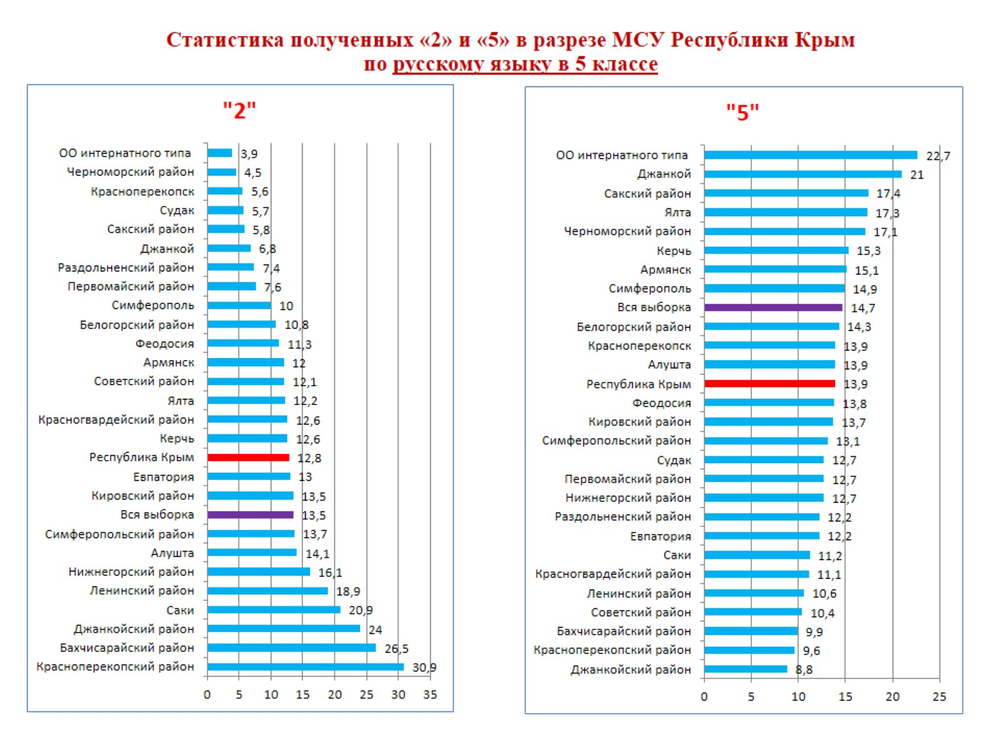 Статистика полученных «2» и «5» в разрезе МСУ Республики Крым
по русскому языку в 5 классе
"2"
ОО интернатного типа 3,9
Черноморский район 4,5
Красноперекопск 5,6
Судак 5,7
Сакский район 5,8
Джанкой 6,8
Раздольненский район 7,4
Первомайский район 7,6
Симферополь 10
Белогорский район 10,8
Феодосия 11,3
Армянск 12
Советский район 12,1
Ялта 12,2
Красногвардейский район 12,6
Керчь 12,6
Республика Крым 12,8
Евпатория 13
Кировский район 13,5
Вся выборка 13,5
Симферопольский район 13,7
Алушта 14,1
Нижнегорский район 16,1
Ленинский район 18,9
Саки 20,9
Джанкойский район 24
Бахчисарайский район 26,5
Красноперекопский район 30,9
0 5 10 15 20 25 30 35
"5"
ОО интернатного типа 22,7
Джанкой 21
Сакский район 17,4
Ялта 17,3
Черноморский район 17,1
Керчь 15,3
Армянск 15,1
Симферополь 14,9
Вся выборка 14,7
Белогорский район 14,3
Красноперекопск 13,9
Алушта 13,9
Республика Крым 13,9
Феодосия 13,8
Кировский район 13,7
Симферопольский район 13,1
Судак 12,7
Первомайский район 12,7
Нижнегорский район 12,7
Раздольненский район 12,2
Евпатория 12,2
Саки 11,2
Красногвардейский район 11,1
Ленинский район 10,6
Советский район 10,4
Бахчисарайский район 9,9
Красноперекопский район 9,6
Джанкойский район 8,8
0 5 10 15 20 25